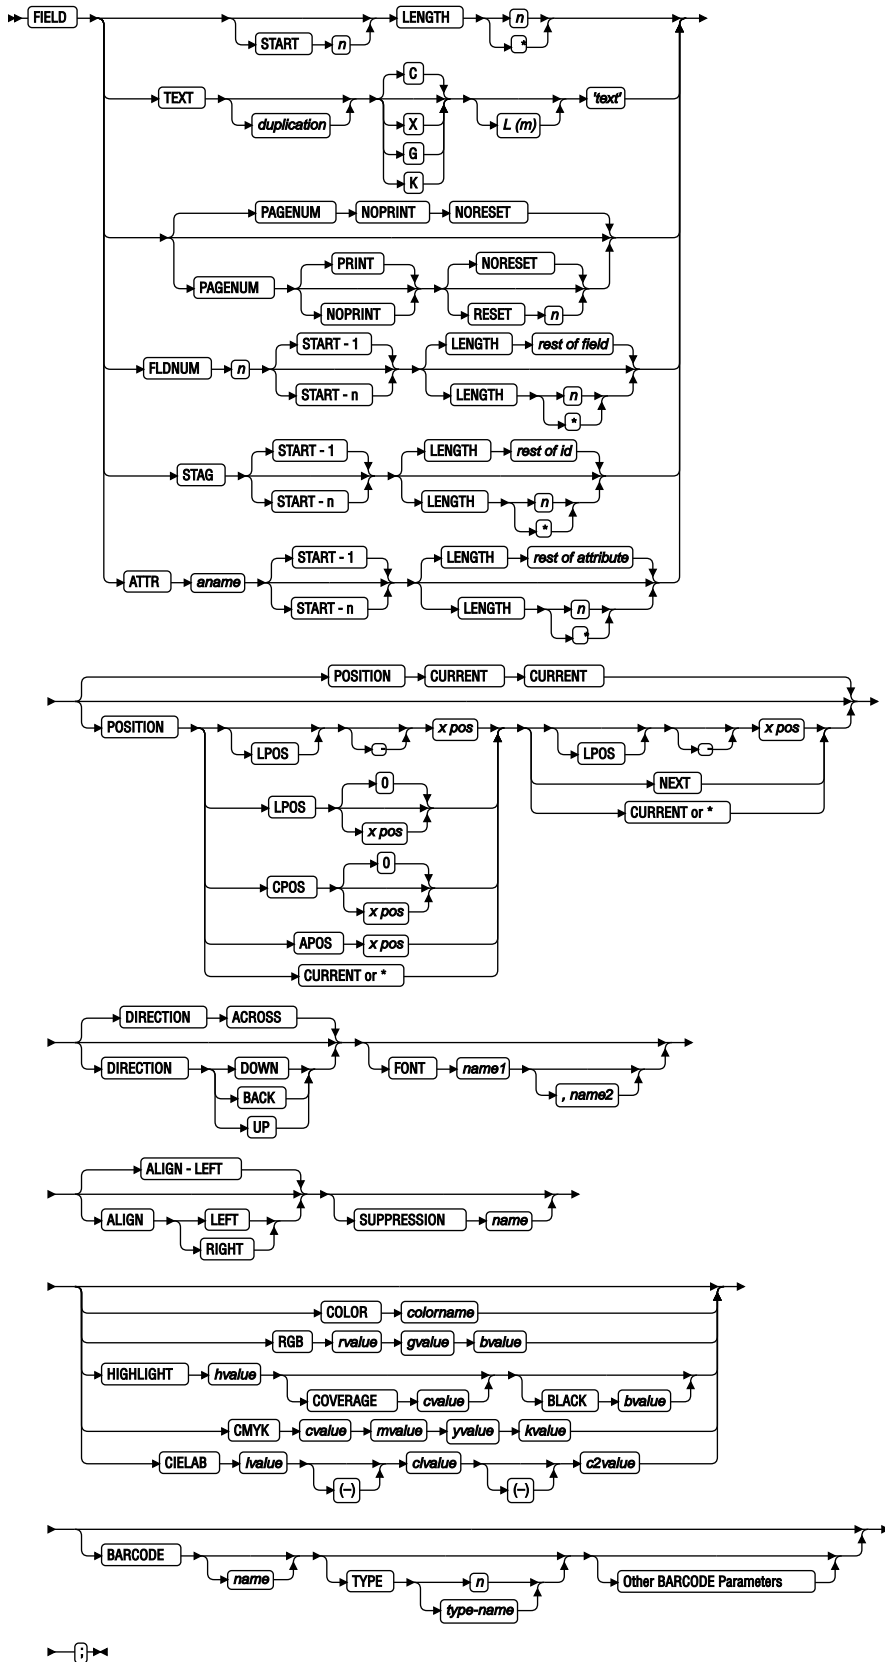 FIELD LENGTH n
START n *
C
TEXT 'text'
duplication X L (m)
G
K
PAGENUM NOPRINT NORESET
PRINT NORESET
PAGENUM
NOPRINT RESET n
START - 1 LENGTH rest of field
FLDNUM n
START - n LENGTH n
*
START - 1 LENGTH rest of id
STAG
START - n LENGTH n
*
START - 1 LENGTH rest of attribute
ATTR aname
START - n LENGTH n
*
POSITION CURRENT CURRENT
POSITION x pos x pos
LPOS - LPOS -
0 NEXT
LPOS CURRENT or *
x pos
0
CPOS
x pos
APOS x pos
CURRENT or *
DIRECTION ACROSS
DIRECTION DOWN FONT name1
BACK , name2
UP
ALIGN - LEFT
ALIGN LEFT SUPPRESSION name
RIGHT
COLOR colorname
RGB rvalue gvalue bvalue
HIGHLIGHT hvalue
COVERAGE cvalue BLACK bvalue
CMYK cvalue mvalue yvalue kvalue
CIELAB lvalue clvalue c2value
(–) (–)
BARCODE
name TYPE n Other BARCODE Parameters
type-name
;